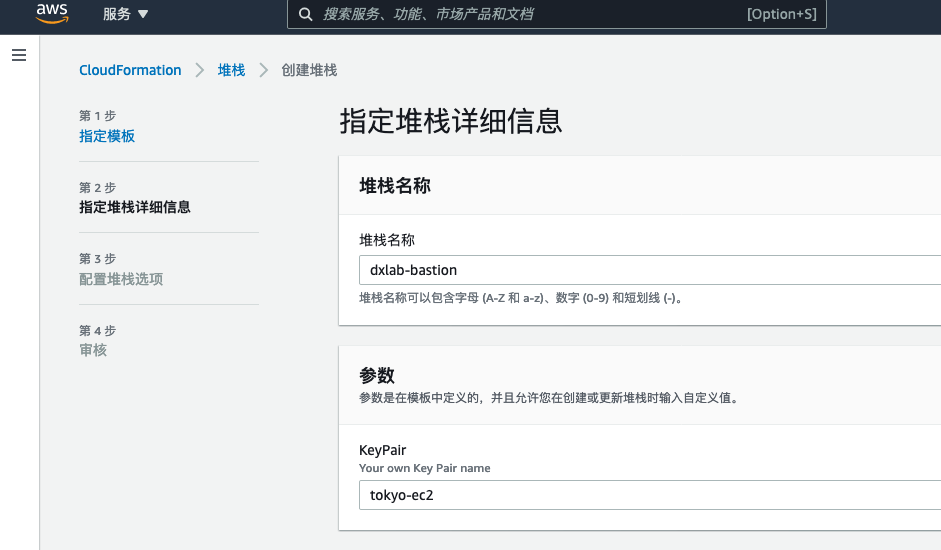 aws
服务 ▼
搜索服务、功能、市场产品和文档 [Option+S]
CloudFormation > 堆栈 > 创建堆栈
第 1 步
指定模板
第 2 步
指定堆栈详细信息
第 3 步
配置堆栈选项
第 4 步
审核
指定堆栈详细信息
堆栈名称
堆栈名称
dxlab-bastion
堆栈名称可以包含字母 (A-Z 和 a-z)、数字 (0-9) 和短划线 (-)。
参数
参数是在模板中定义的，并且允许您在创建或更新堆栈时输入自定义值。
KeyPair
Your own Key Pair name
tokyo-ec2